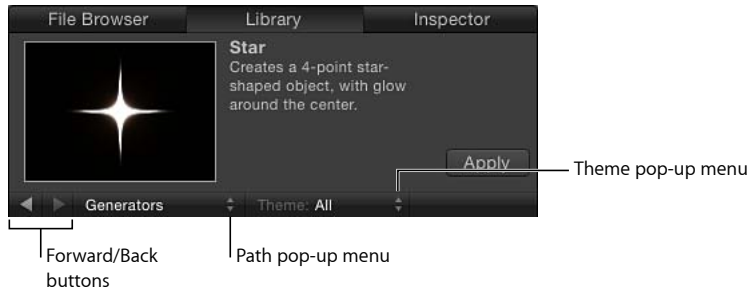 File Browser Library Inspector
Star
Creates a 4-point star-
shaped object, with glow
around the center.
Apply
Theme pop-up menu
Generators Theme: All
Forward/Back
buttons
Path pop-up menu